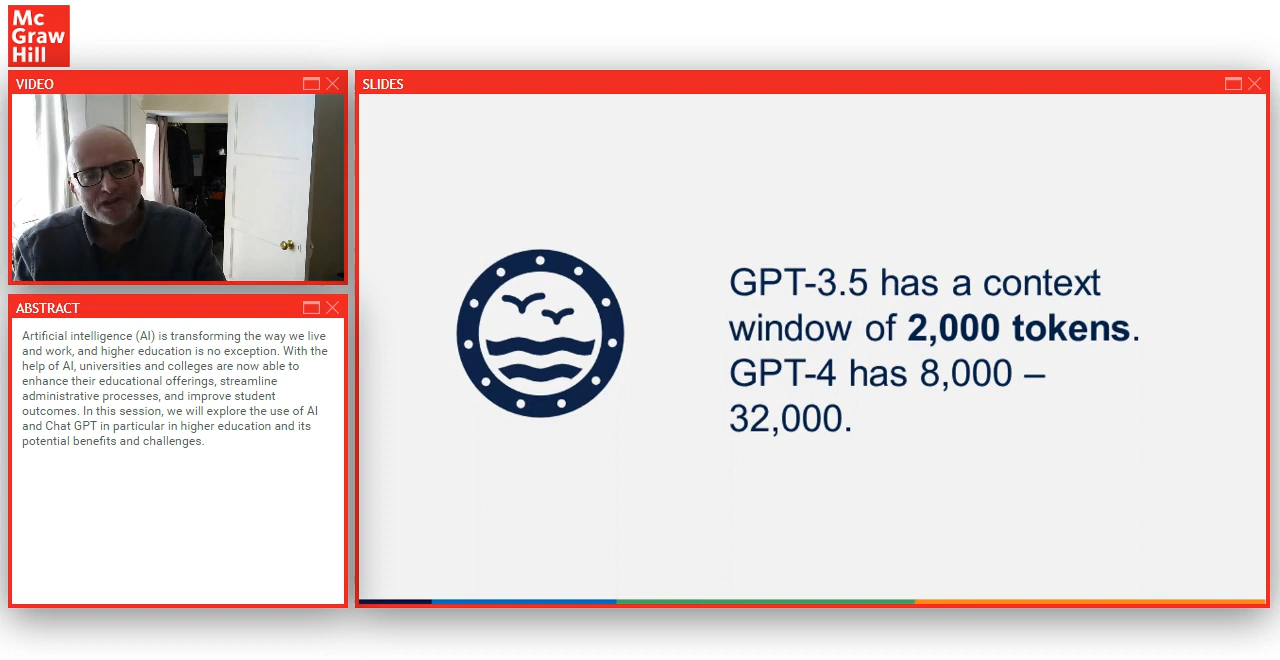 Mc
Graw
Hill
VIDEO
SLIDES
GPT-3.5 has a context
window of 2,000 tokens.
GPT-4 has 8,000 –
32,000.
ABSTRACT
Artificial intelligence (AI) is transforming the way we live
and work, and higher education is no exception. With the
help of AI, universities and colleges are now able to
enhance their educational offerings, streamline
administrative processes, and improve student
outcomes. In this session, we will explore the use of AI
and Chat GPT in particular in higher education and its
potential benefits and challenges.